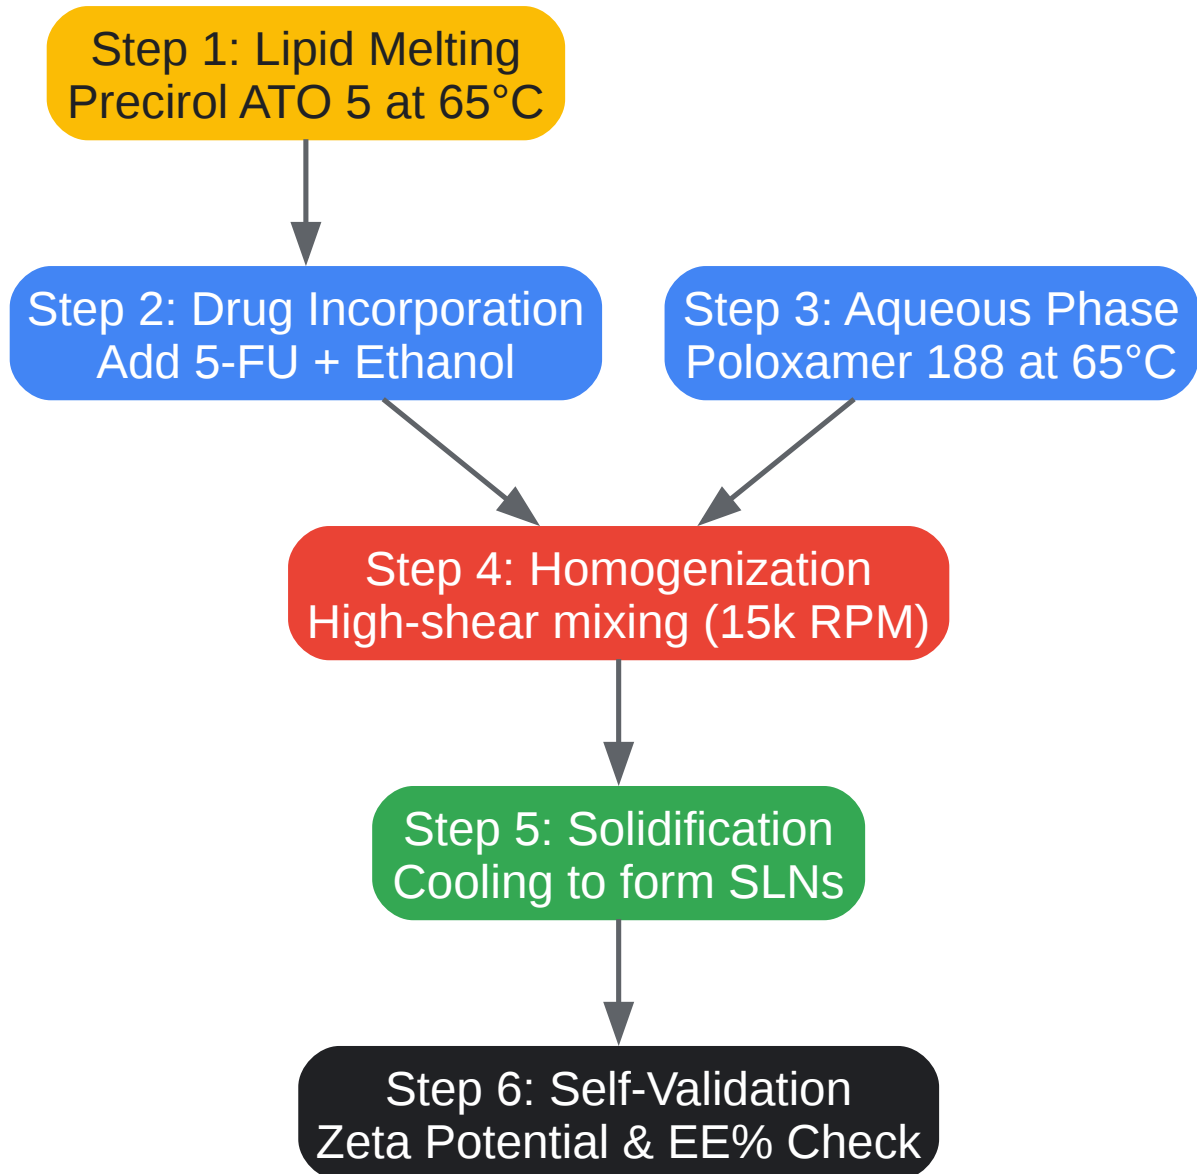 Step 1: Lipid Melting
Precirol ATO 5 at 65°C
Step 2: Drug Incorporation
Add 5-FU + Ethanol
Step 3: Aqueous Phase
Poloxamer 188 at 65°C
Step 4: Homogenization
High-shear mixing (15k RPM)
Step 5: Solidification
Cooling to form SLNs
Step 6: Self-Validation
Zeta Potential & EE% Check